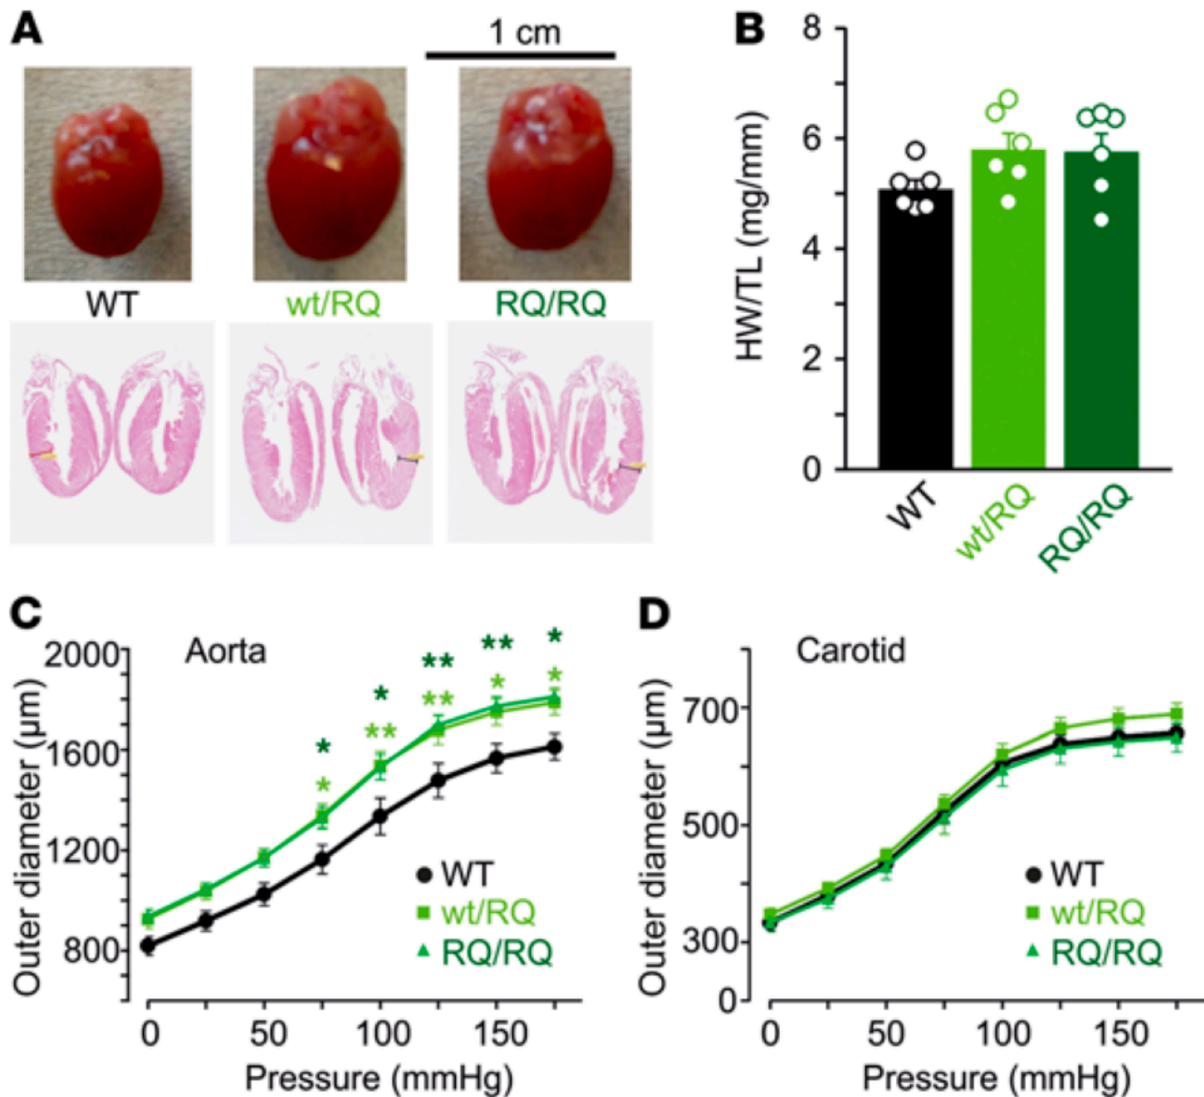 A
1 cm
WT
wt/RQ
RQ/RQ
B
HW/TL (mg/mm)
8
6
4
2
0
WT
wt/RQ
RQ/RQ
C
Aorta
Outer diameter (µm)
2000
1600
1200
800
*
*
*
**
**
**
**
*
*
*
WT
wt/RQ
RQ/RQ
0 50 100 150
Pressure (mmHg)
D
Carotid
Outer diameter (µm)
700
500
300
0
WT
wt/RQ
RQ/RQ
0 50 100 150
Pressure (mmHg)